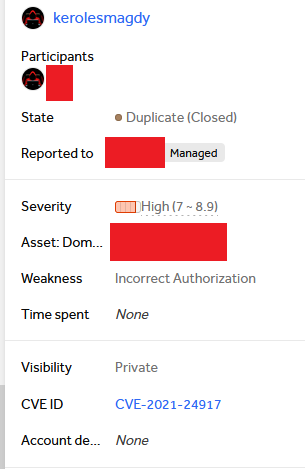 kerolesmagdy
Participants
State Duplicate (Closed)
Reported to Managed
Severity High (7 ~ 8.9)
Asset: Dom...
Weakness Incorrect Authorization
Time spent None
Visibility Private
CVE ID CVE-2021-24917
Account de... None